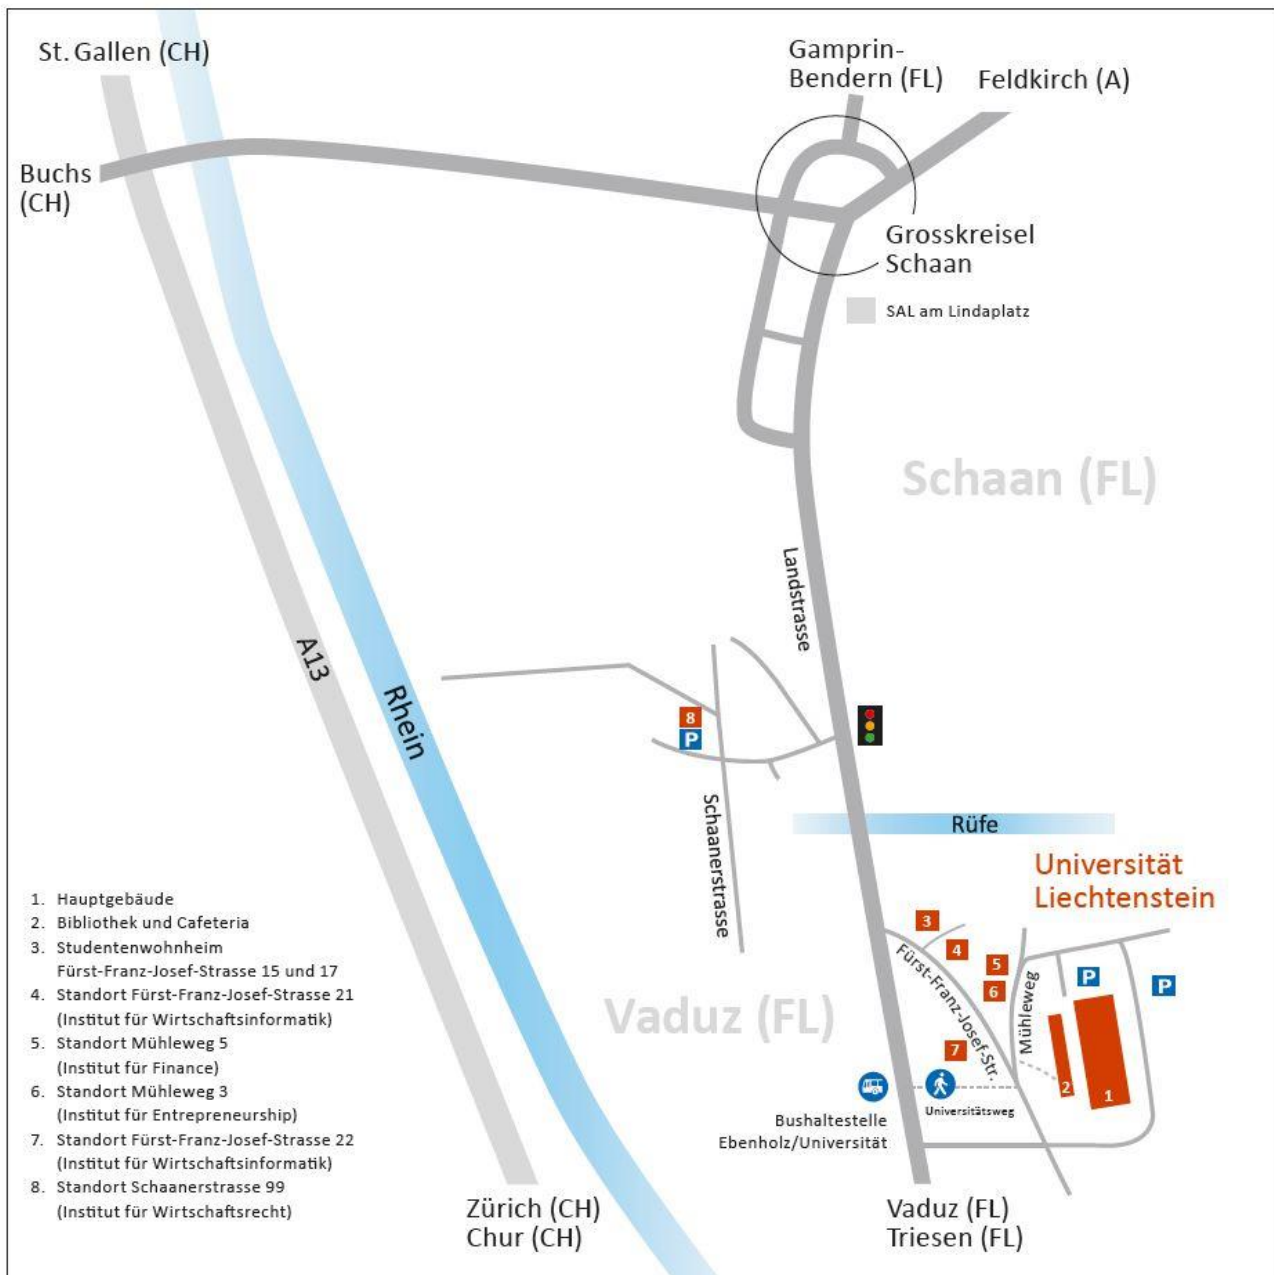 St. Gallen (CH)
Gamprin-
Bendern (FL)
Feldkirch (A)
Buchs
(CH)
Grosskreisel
Schaan
SAL am Lindaplatz
Schaan (FL)
Landstrasse
A13
Rhein
8
P
Schaanerstrasse
Rüfe
Universität
Liechtenstein
1. Hauptgebäude
2. Bibliothek und Cafeteria
3. Studentenwohnheim
Fürst-Franz-Josef-Strasse 15 und 17
4. Standort Fürst-Franz-Josef-Strasse 21
(Institut für Wirtschaftsinformatik)
5. Standort Mühleweg 5
(Institut für Finance)
6. Standort Mühleweg 3
(Institut für Entrepreneurship)
7. Standort Fürst-Franz-Josef-Strasse 22
(Institut für Wirtschaftsinformatik)
8. Standort Schaanerstrasse 99
(Institut für Wirtschaftsrecht)
Vaduz (FL)
3
4
5
6
7
Fürst-Franz-Josef-Str.
Mühleweg
P
P
2
1
Universitätsweg
Bushaltestelle
Ebenholz/Universität
Zürich (CH)
Chur (CH)
Vaduz (FL)
Triesen (FL)